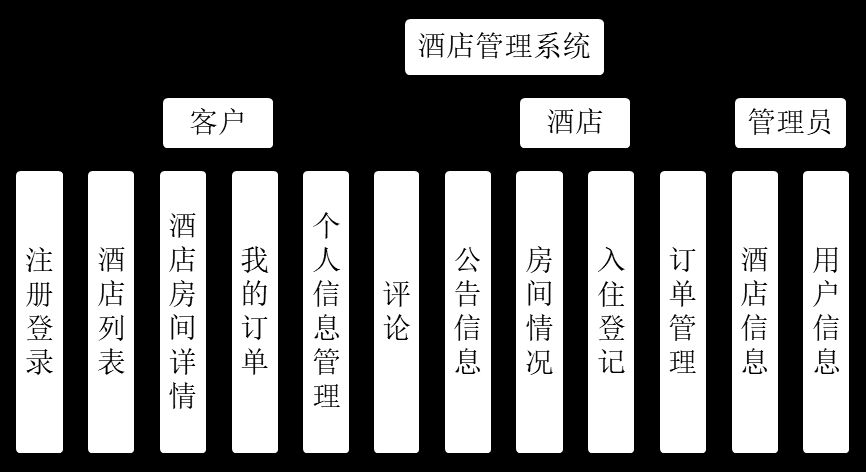 酒店管理系统
客户
酒店
管理员
注册登录
酒店列表
酒店房间详情
我的订单
个人信息管理
评论
公告信息
房间情况
入住登记
订单管理
酒店信息
用户信息